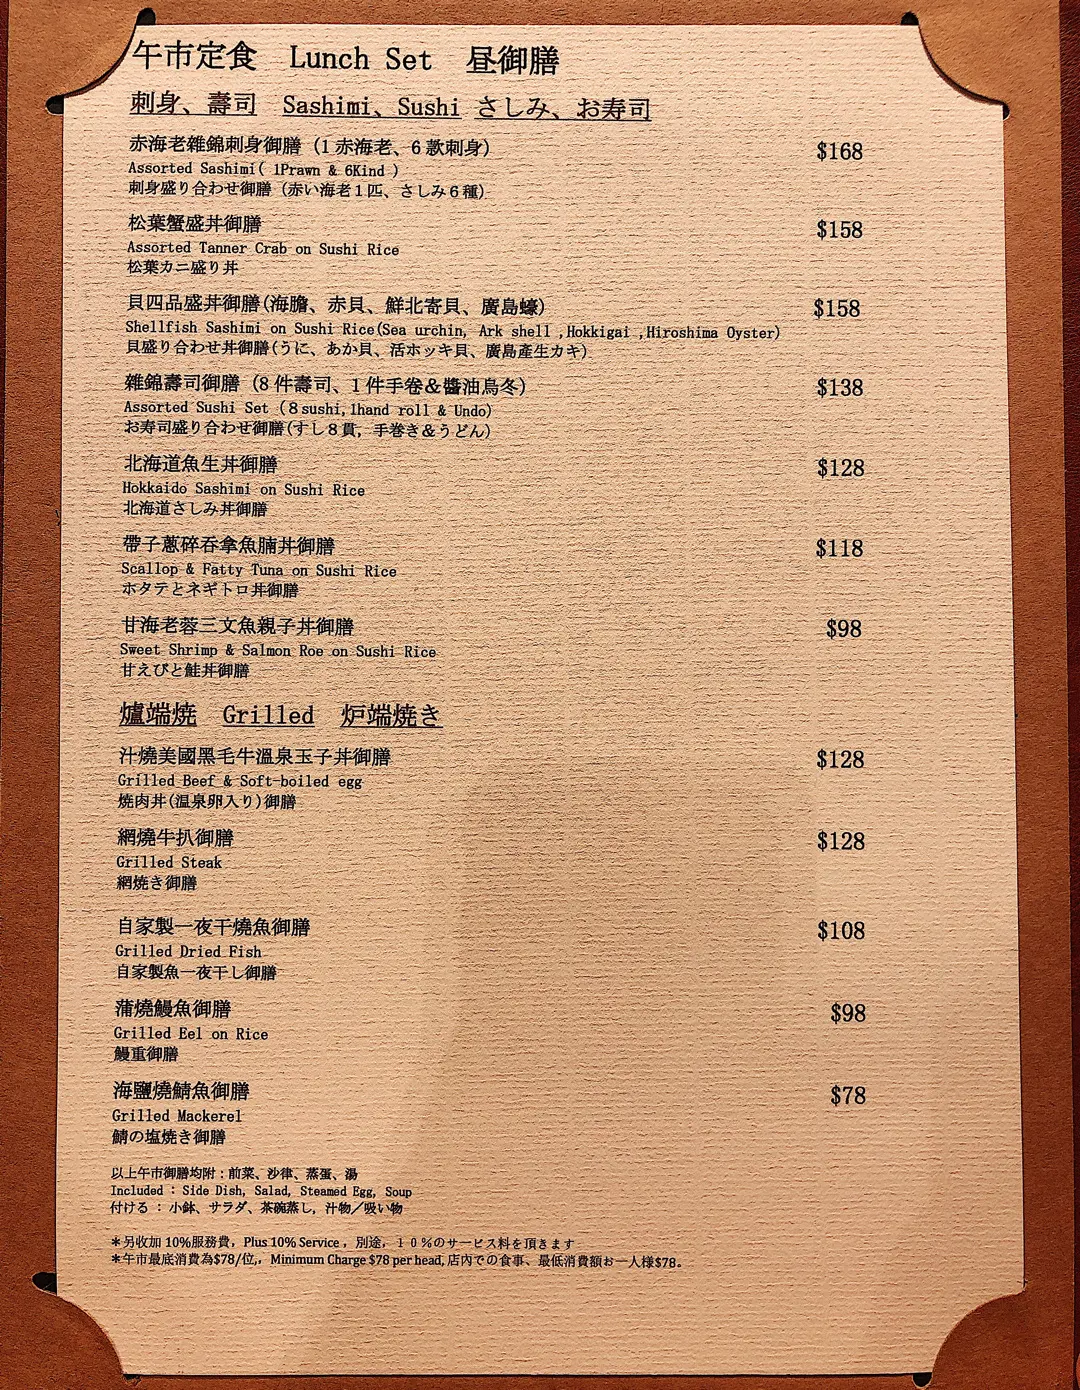 午市定食 Lunch Set 昼御膳
刺身、壽司 Sashimi、Sushi さしみ、お寿司
赤海老雜錦刺身御膳（1赤海老、6款刺身） $168
Assorted Sashimi( 1Prawn & 6Kind )
刺身盛り合わせ御膳（赤い海老１匹、さしみ６種）
松葉蟹盛丼御膳 $158
Assorted Tanner Crab on Sushi Rice
松葉カニ盛り丼
貝四品盛丼御膳(海膽、赤貝、鮮北寄貝、廣島蠔) $158
Shellfish Sashimi on Sushi Rice(Sea urchin, Ark shell ,Hokkigai ,Hiroshima Oyster)
貝盛り合わせ丼御膳(うに、あか貝、活ホッキ貝、廣島產生カキ)
雜錦壽司御膳（8件壽司、1件手卷＆醬油烏冬） $138
Assorted Sushi Set (８sushi,1hand roll & Undo)
お寿司盛り合わせ御膳(すし８貫, 手巻き＆うどん)
北海道魚生丼御膳 $128
Hokkaido Sashimi on Sushi Rice
北海道さしみ丼御膳
帶子蔥碎吞拿魚腩丼御膳 $118
Scallop & Fatty Tuna on Sushi Rice
ホタテとネギトロ丼御膳
甘海老蓉三文魚親子丼御膳 $98
Sweet Shrimp & Salmon Roe on Sushi Rice
甘えびと鮭丼御膳
爐端燒 Grilled 炉端焼き
汁燒美國黑毛牛溫泉玉子丼御膳 $128
Grilled Beef & Soft-boiled egg
焼肉丼(温泉卵入り)御膳
網燒牛扒御膳 $128
Grilled Steak
網焼き御膳
自家製一夜干燒魚御膳 $108
Grilled Dried Fish
自家製魚一夜干し御膳
蒲燒鰻魚御膳 $98
Grilled Eel on Rice
鰻重御膳
海鹽燒鯖魚御膳 $78
Grilled Mackerel
鯖の塩焼き御膳
以上午市御膳均附：前菜、沙律、蒸蛋、湯
Included : Side Dish, Salad, Steamed Egg, Soup
付ける ： 小鉢、サラダ、茶碗蒸し, 汁物／吸い物
＊另收加 10%服務費，Plus 10% Service ，別途，１０％のサービス料を頂きます
＊午市最底消費為$78/位,，Minimum Charge $78 per head, 店內での食事、最低消費額お一人様$78。